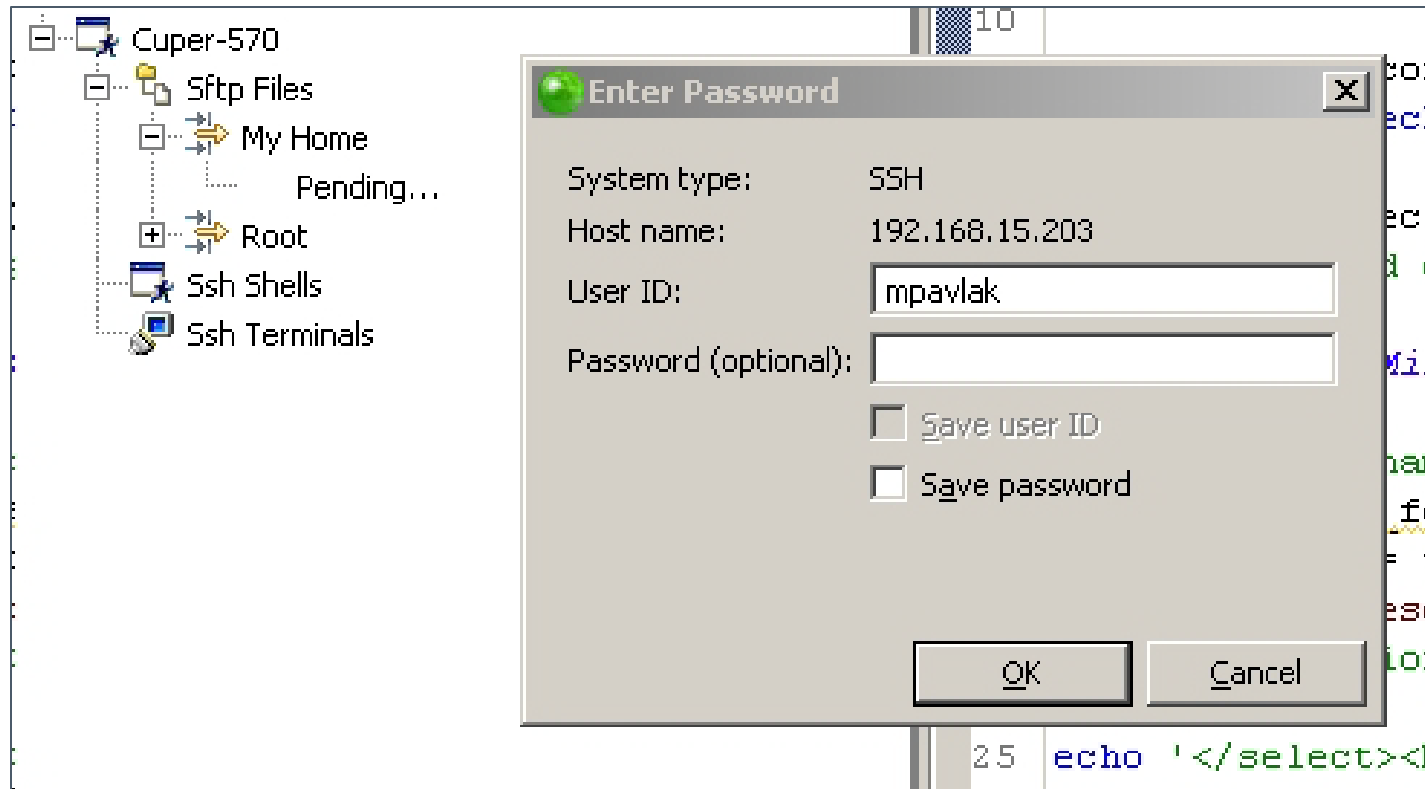 Cuper-570
Sftp Files
My Home
Pending...
Root
Ssh Shells
Ssh Terminals
Enter Password
System type: SSH
Host name: 192.168.15.203
User ID: mpavlak
Password (optional):
Save user ID
Save password
OK Cancel
10
25 echo '</select><